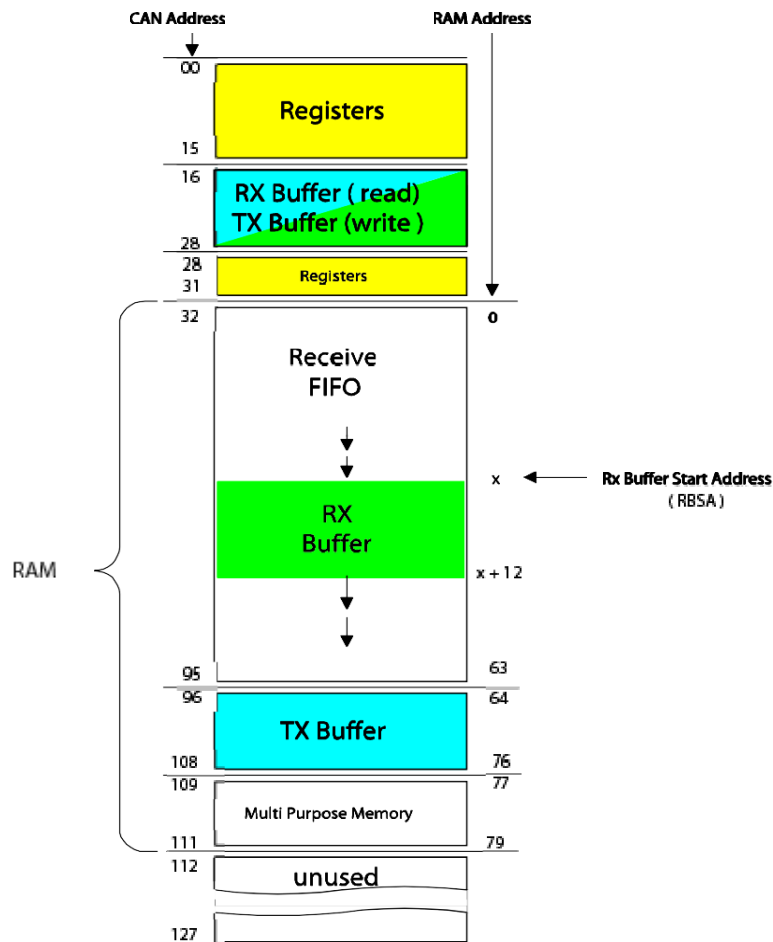 CAN Address RAM Address
00
Registers
15
16
RX Buffer ( read)
TX Buffer (write )
28
28
Registers
31
32 0
Receive
FIFO
x Rx Buffer Start Address
( RBSA )
RX
Buffer
RAM x + 12
95 63
96 64
TX Buffer
108 76
109 77
Multi Purpose Memory
111 79
112
unused
127